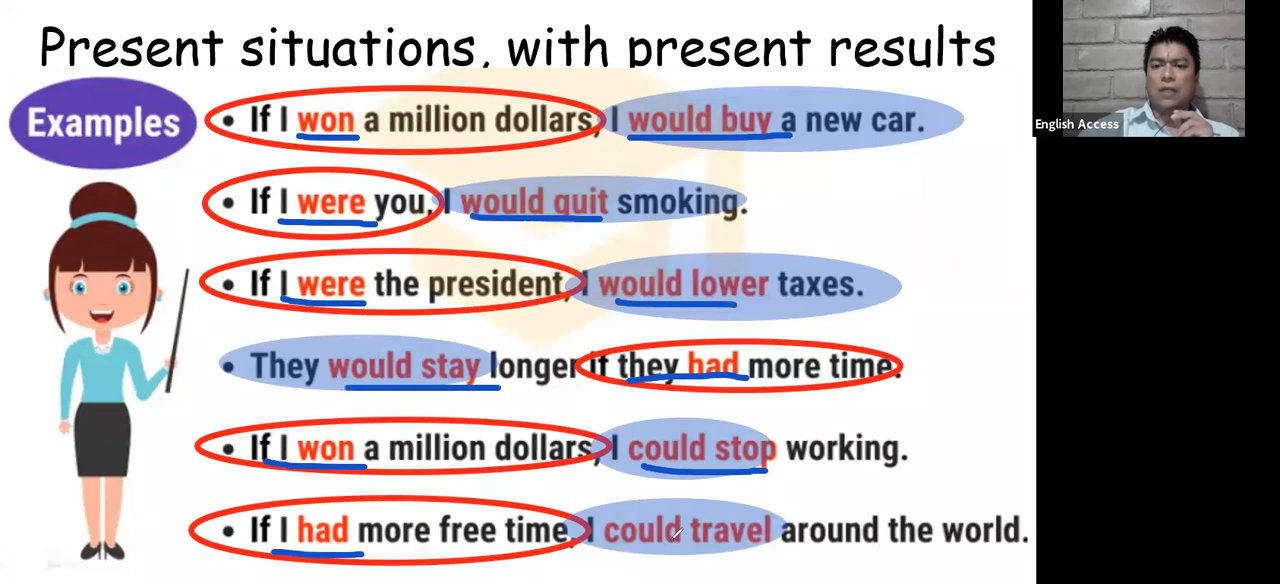 Present situations, with present results
Examples
• If I won a million dollars, I would buy a new car.
• If I were you, I would quit smoking.
• If I were the president, I would lower taxes.
• They would stay longer if they had more time.
• If I won a million dollars, I could stop working.
• If I had more free time, I could travel around the world.
English Access